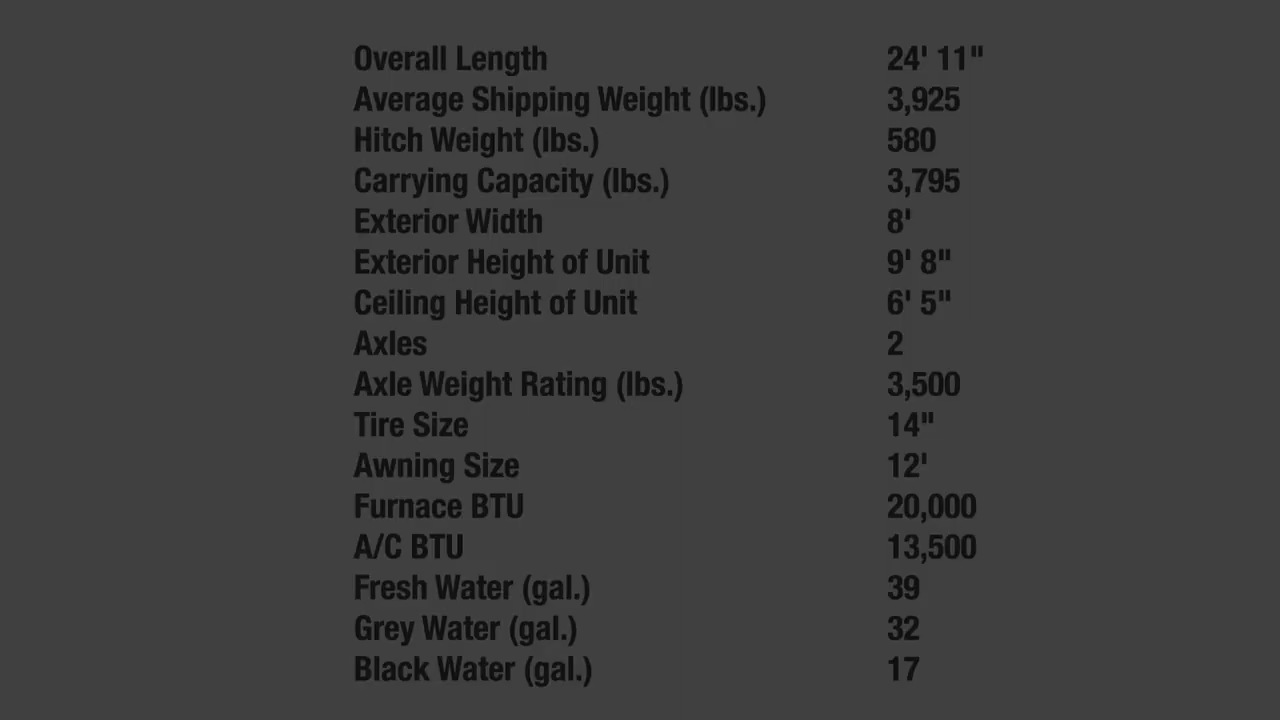 Overall Length 24' 11"
Average Shipping Weight (lbs.) 3,925
Hitch Weight (lbs.) 580
Carrying Capacity (lbs.) 3,795
Exterior Width 8'
Exterior Height of Unit 9' 8"
Ceiling Height of Unit 6' 5"
Axles 2
Axle Weight Rating (lbs.) 3,500
Tire Size 14"
Awning Size 12'
Furnace BTU 20,000
A/C BTU 13,500
Fresh Water (gal.) 39
Grey Water (gal.) 32
Black Water (gal.) 17